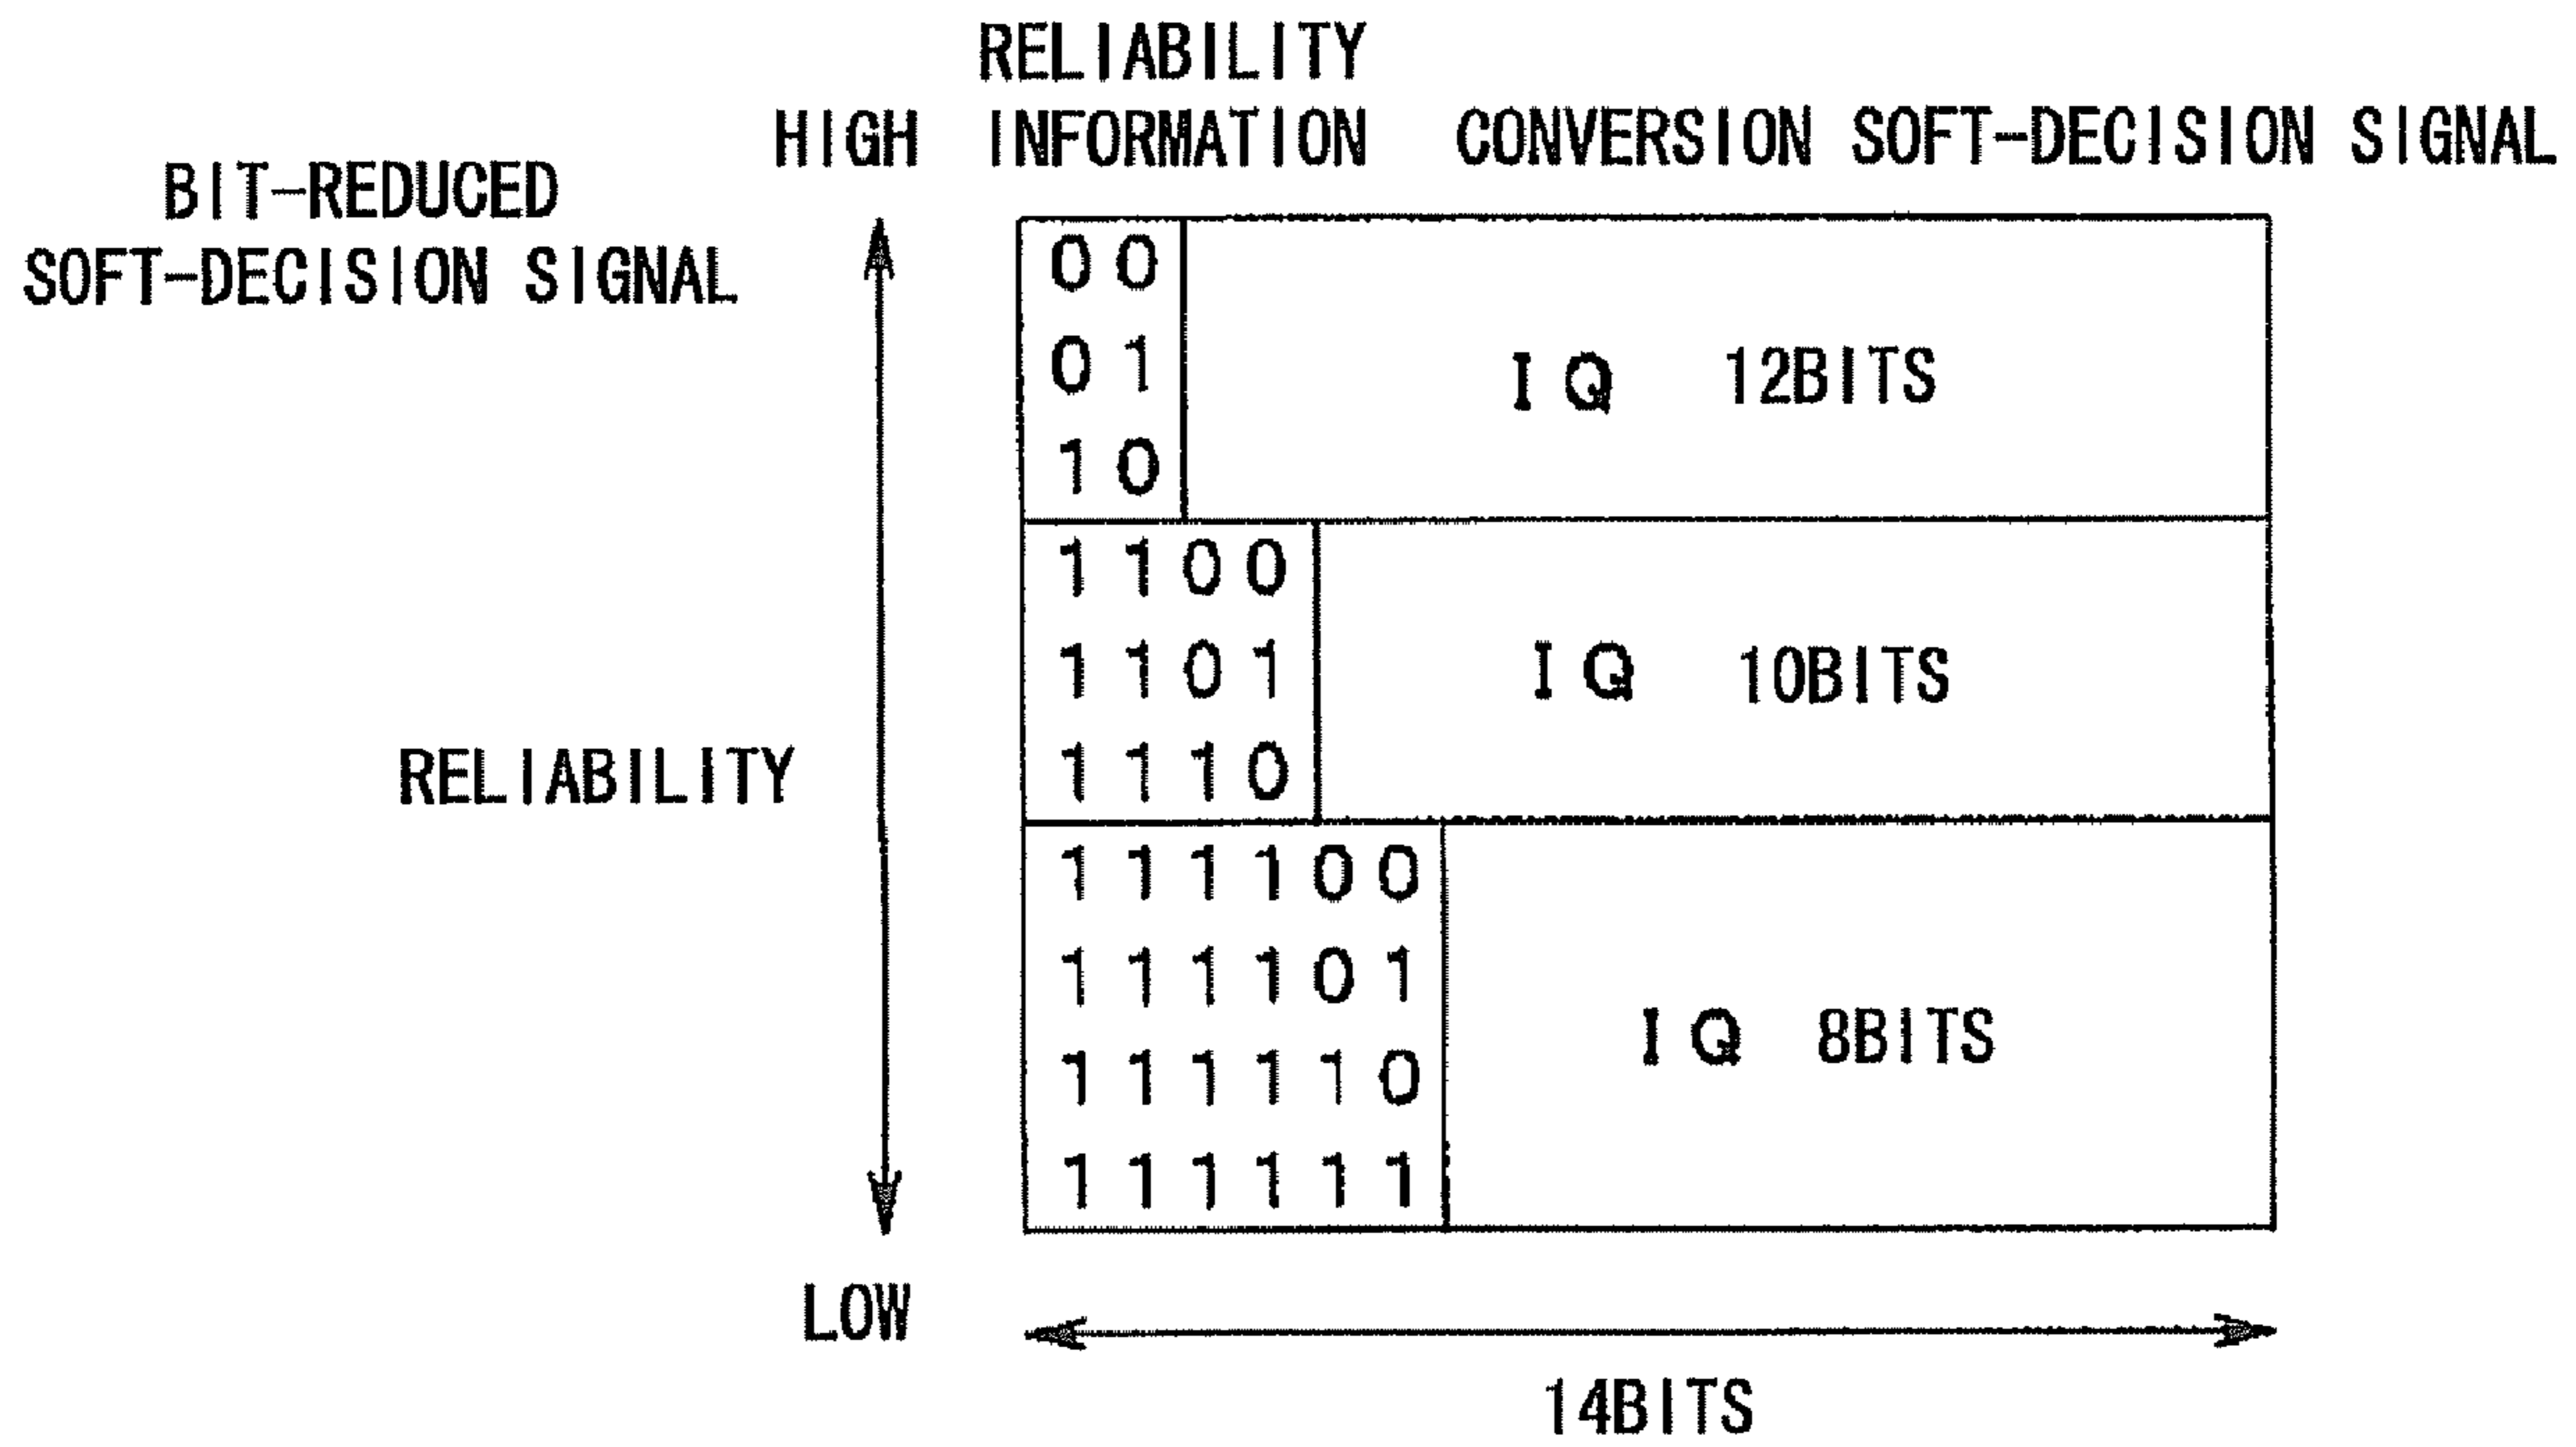 RELIABILITY
HIGH INFORMATION CONVERSION SOFT-DECISION SIGNAL
BIT-REDUCED
SOFT-DECISION SIGNAL
00
01
10
IQ 12BITS
1100
1101
1110
IQ 10BITS
RELIABILITY
111100
111101
111110
111111
IQ 8BITS
LOW
14BITS